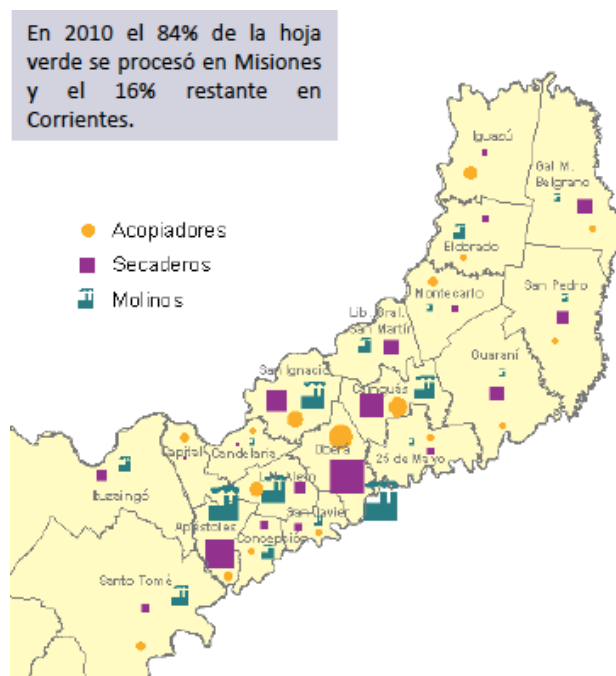 En 2010 el 84% de la hoja
verde se procesó en Misiones
y el 16% restante en
Corrientes.
Acopiadores
Secaderos
Molinos
Iguazú
Gal M.
Belgrano
Eldorado
Montecarlo
San Pedro
Lib. Gral.
San Martín
Guaraní
San Ignacio
Cainguás
Capital
Candelaria
Oberá
25 de Mayo
Ituzaingó
L.N. Alem
Apóstoles
San Javier
Concepción
Santo Tomé